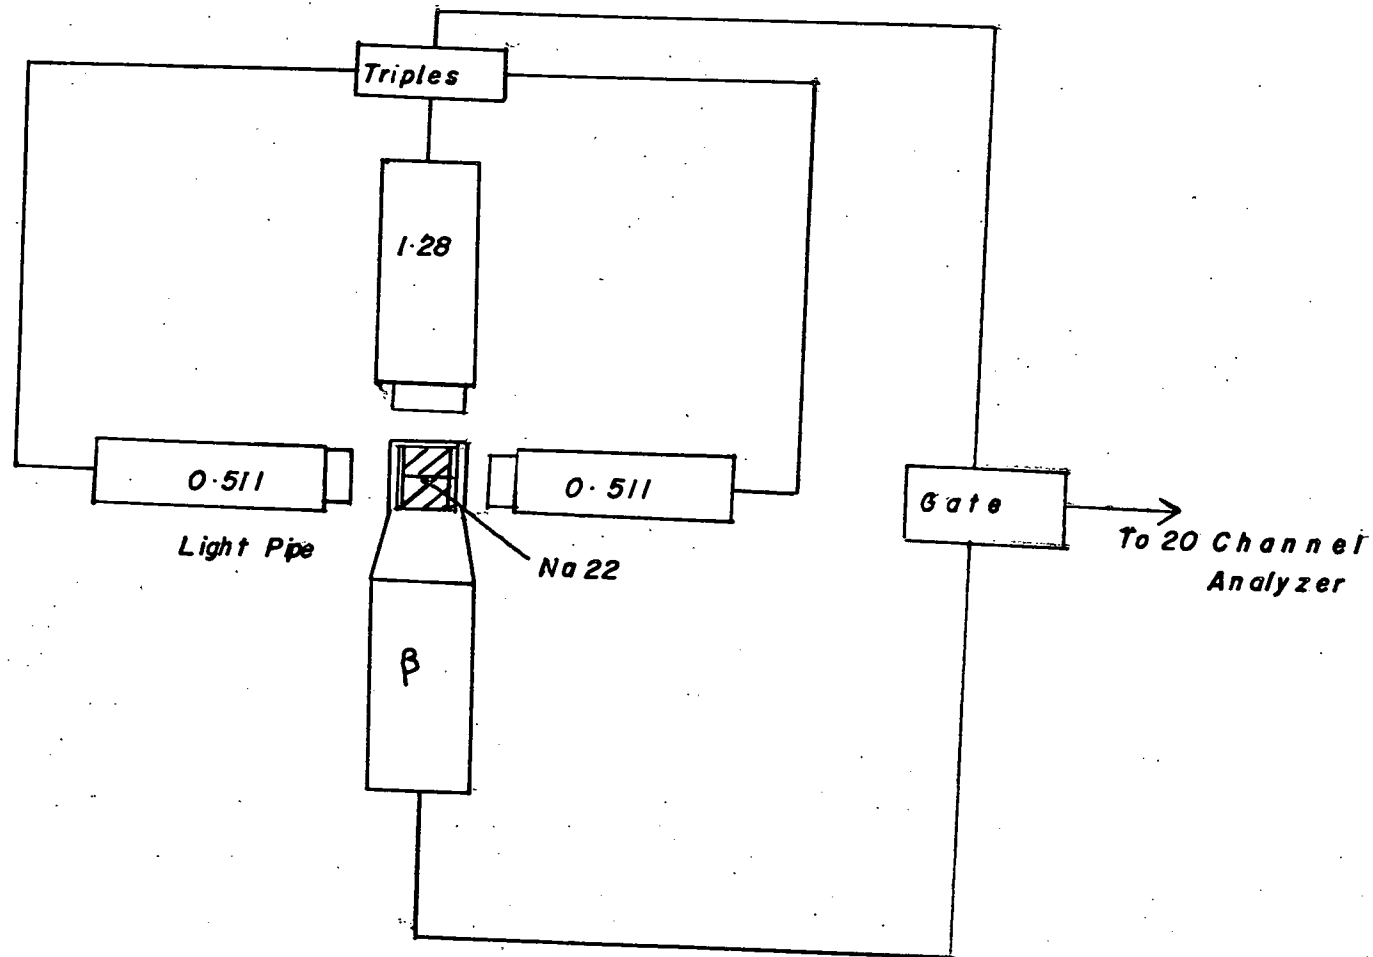 Triples
1·28
0·511
0·511
Gate
Light Pipe
Na 22
To 20 Channel
Analyzer
β